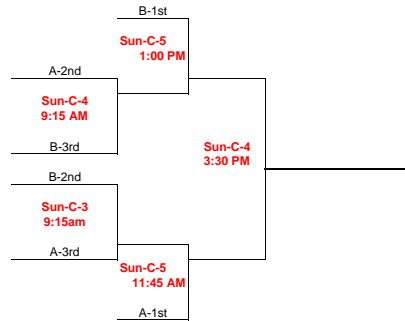 B-1st
Sun-C-5
1:00 PM
A-2nd
Sun-C-4
9:15 AM
B-3rd
Sun-C-4
3:30 PM
B-2nd
Sun-C-3
9:15am
A-3rd
Sun-C-5
11:45 AM
A-1st